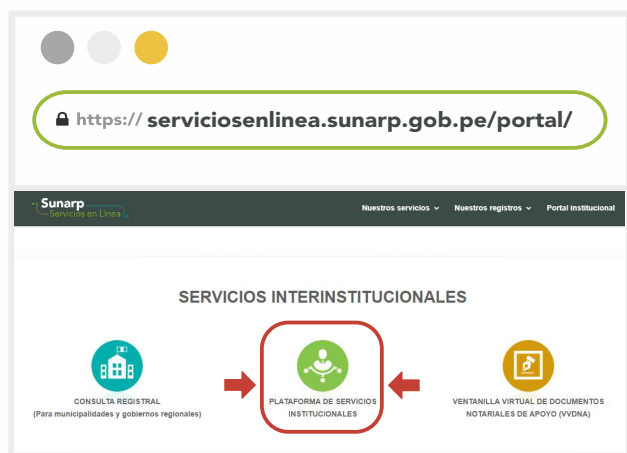 https:// serviciosenlinea.sunarp.gob.pe/portal/
Sunarp
Servicios en Línea
Nuestros servicios
Nuestros registros
Portal institucional
SERVICIOS INTERINSTITUCIONALES
CONSULTA REGISTRAL
(Para municipalidades y gobiernos regionales)
PLATAFORMA DE SERVICIOS
INSTITUCIONALES
VENTANILLA VIRTUAL DE DOCUMENTOS
NOTARIALES DE APOYO (VVDNA)